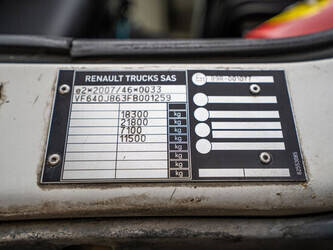 RENAULT TRUCKS SAS
e2*2007/46*0033
VF640J863FB001259
18300 kg
21800 kg
7100 kg
11500 kg
kg
kg